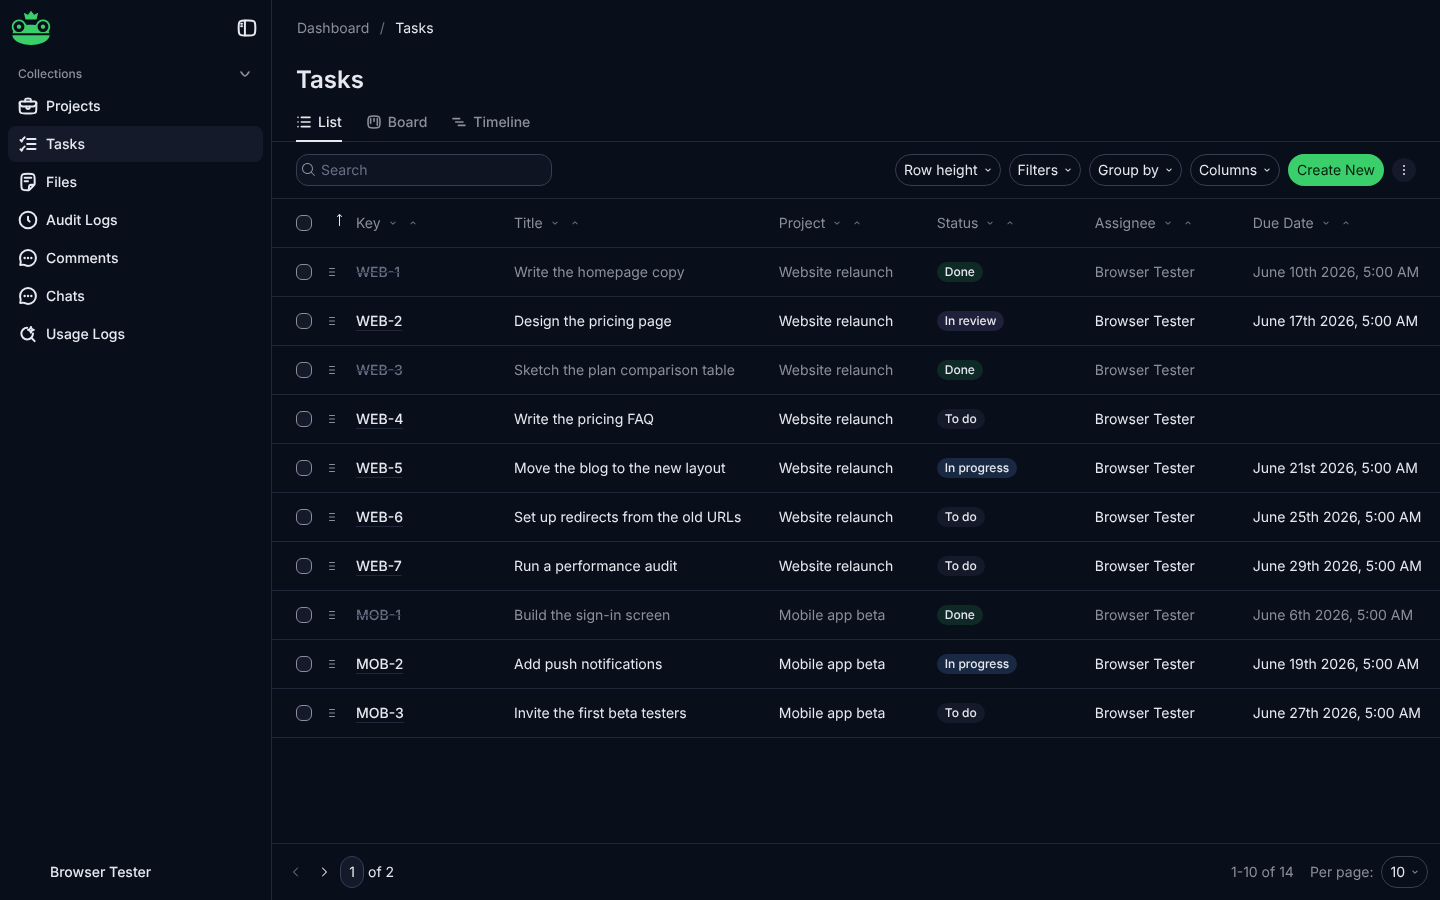 Collections
Projects
Tasks
Files
Audit Logs
Comments
Chats
Usage Logs
Browser Tester
Dashboard / Tasks
Tasks
List Board Timeline
Search Row height Filters Group by Columns Create New
Key Title Project Status Assignee Due Date
WEB-1 Write the homepage copy Website relaunch Done Browser Tester June 10th 2026, 5:00 AM
WEB-2 Design the pricing page Website relaunch In review Browser Tester June 17th 2026, 5:00 AM
WEB-3 Sketch the plan comparison table Website relaunch Done Browser Tester
WEB-4 Write the pricing FAQ Website relaunch To do Browser Tester
WEB-5 Move the blog to the new layout Website relaunch In progress Browser Tester June 21st 2026, 5:00 AM
WEB-6 Set up redirects from the old URLs Website relaunch To do Browser Tester June 25th 2026, 5:00 AM
WEB-7 Run a performance audit Website relaunch To do Browser Tester June 29th 2026, 5:00 AM
MOB-1 Build the sign-in screen Mobile app beta Done Browser Tester June 6th 2026, 5:00 AM
MOB-2 Add push notifications Mobile app beta In progress Browser Tester June 19th 2026, 5:00 AM
MOB-3 Invite the first beta testers Mobile app beta To do Browser Tester June 27th 2026, 5:00 AM
1 of 2 1-10 of 14 Per page: 10